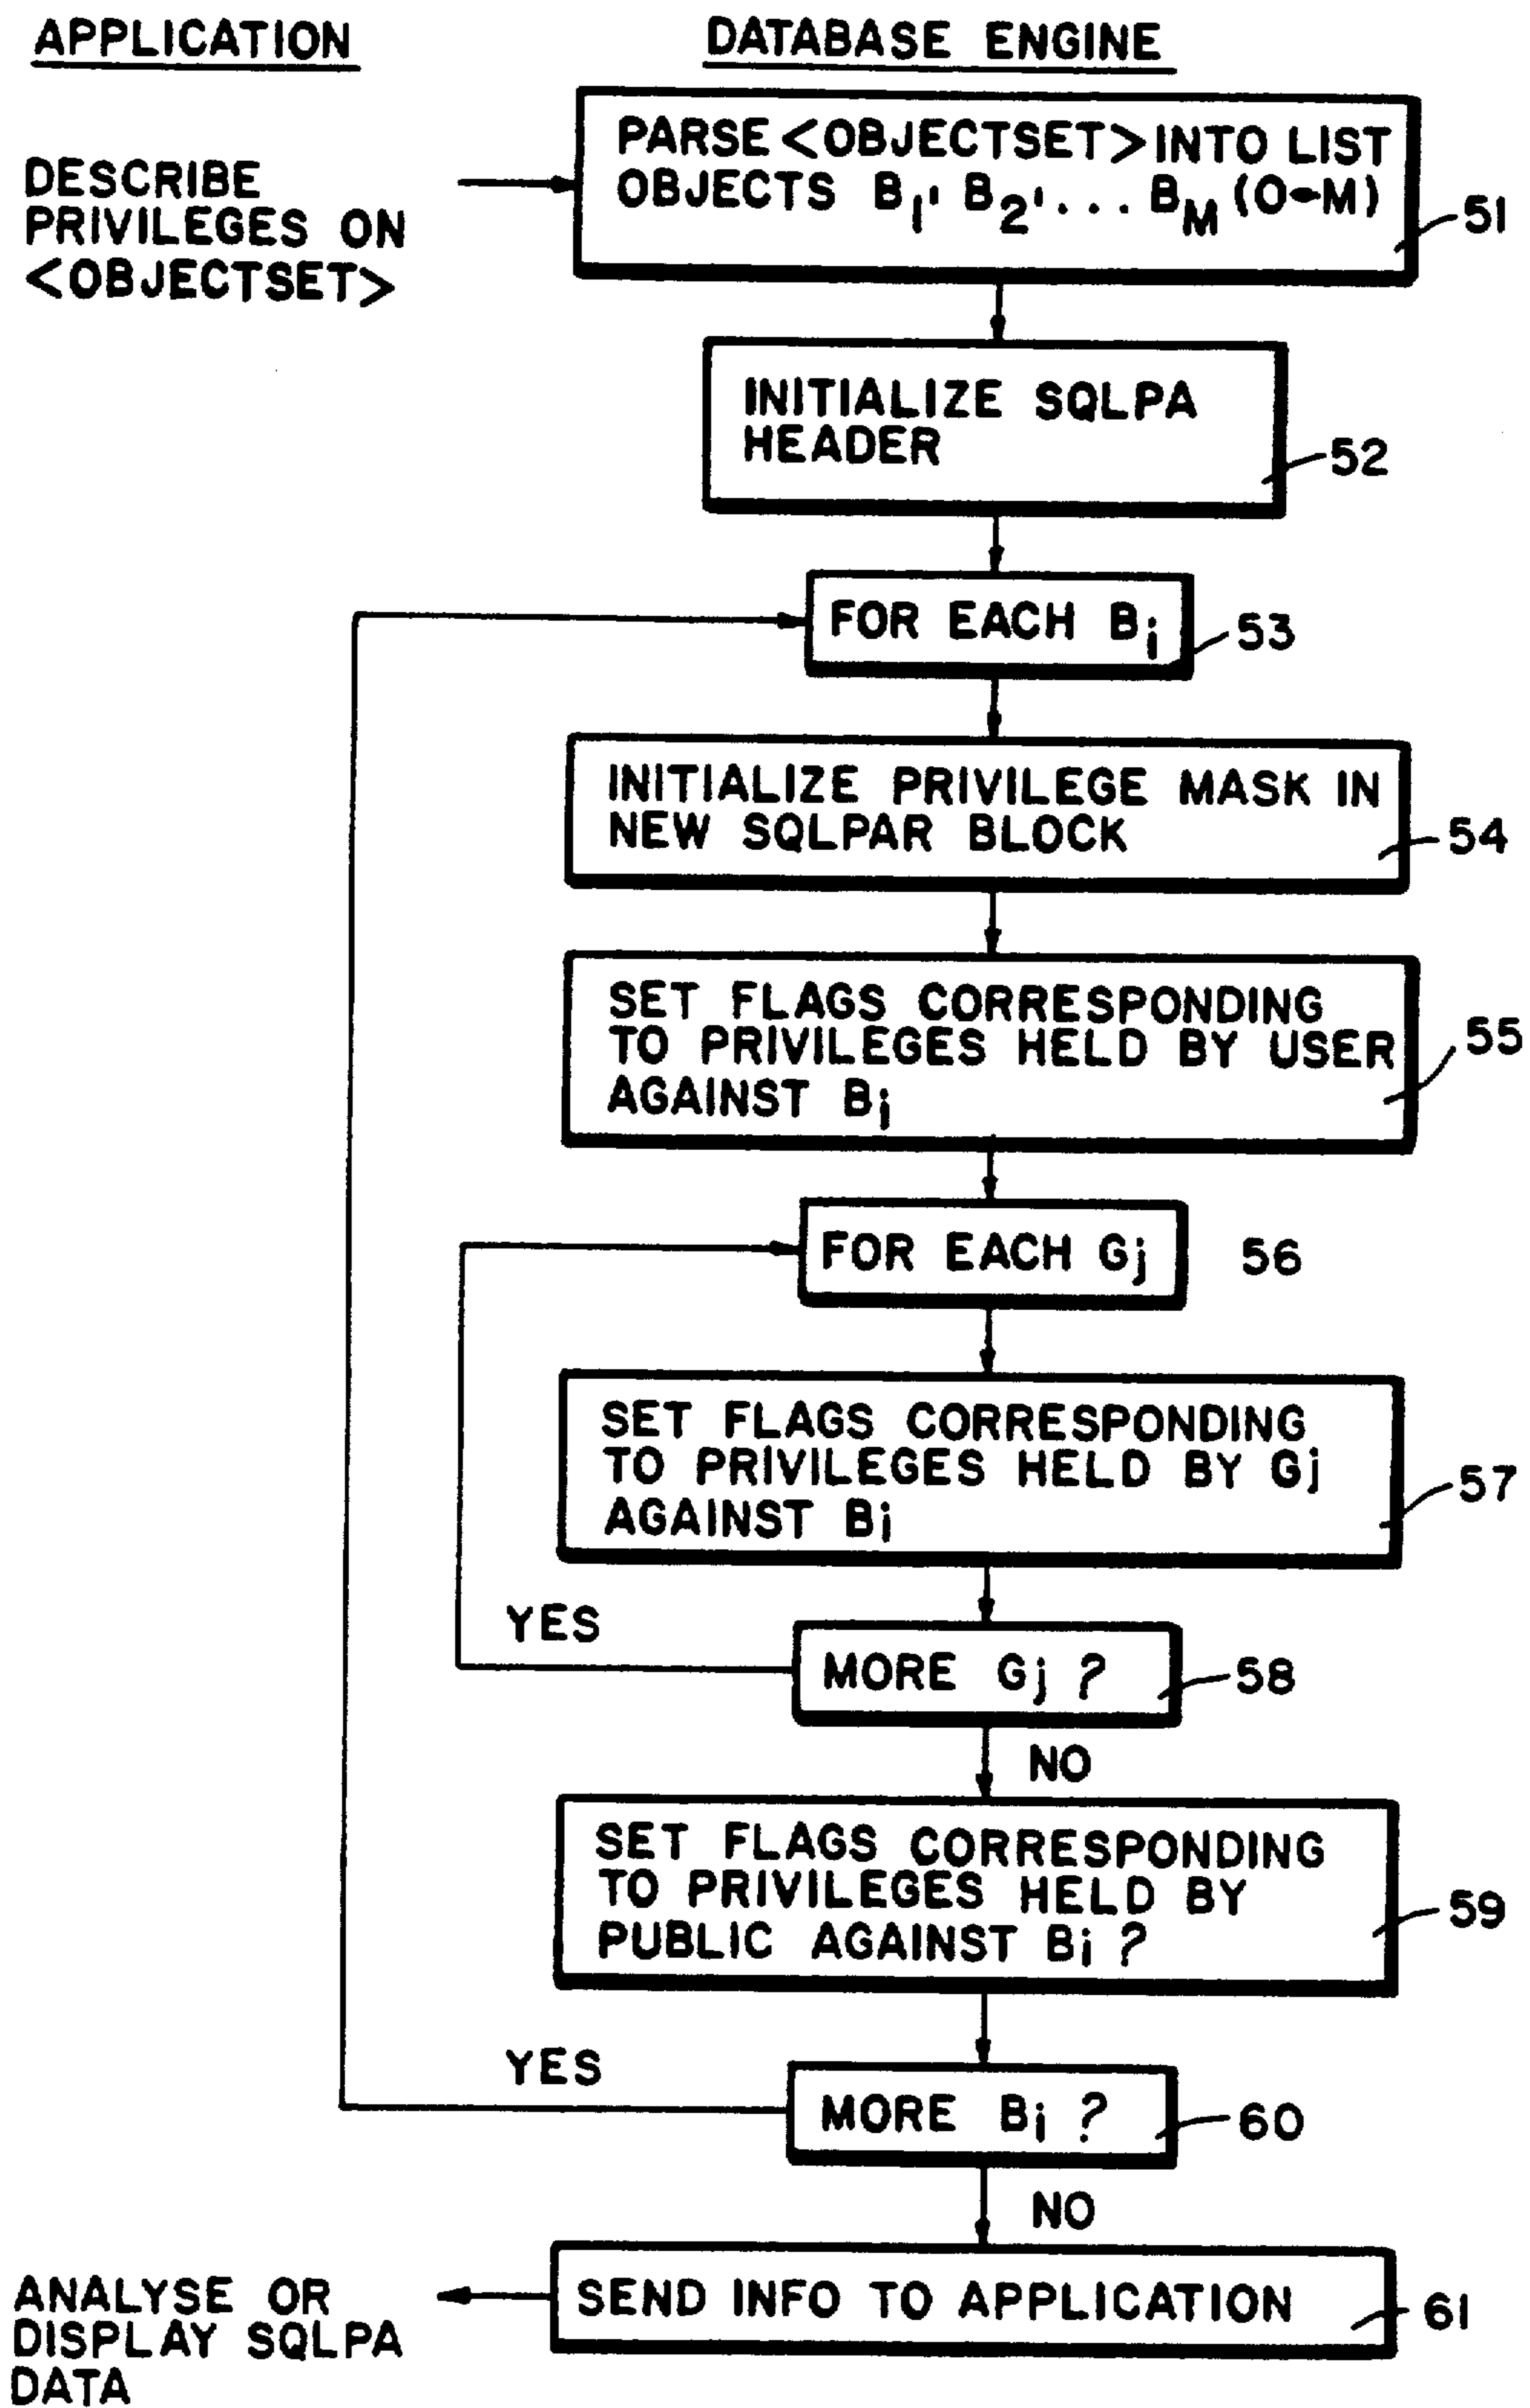 APPLICATION
DATABASE ENGINE
DESCRIBE
PRIVILEGES ON
<OBJECTSET>
PARSE <OBJECTSET> INTO LIST
OBJECTS B1, B2, ... BM (0-M)
51
INITIALIZE SQLPA
HEADER
52
FOR EACH Bi
53
INITIALIZE PRIVILEGE MASK IN
NEW SQLPAR BLOCK
54
SET FLAGS CORRESPONDING
TO PRIVILEGES HELD BY USER
AGAINST Bi
55
FOR EACH Gj
56
SET FLAGS CORRESPONDING
TO PRIVILEGES HELD BY Gj
AGAINST Bi
57
YES
MORE Gj ?
58
NO
SET FLAGS CORRESPONDING
TO PRIVILEGES HELD BY
PUBLIC AGAINST Bi ?
59
YES
MORE Bi ?
60
NO
SEND INFO TO APPLICATION
61
ANALYSE OR
DISPLAY SQLPA
DATA